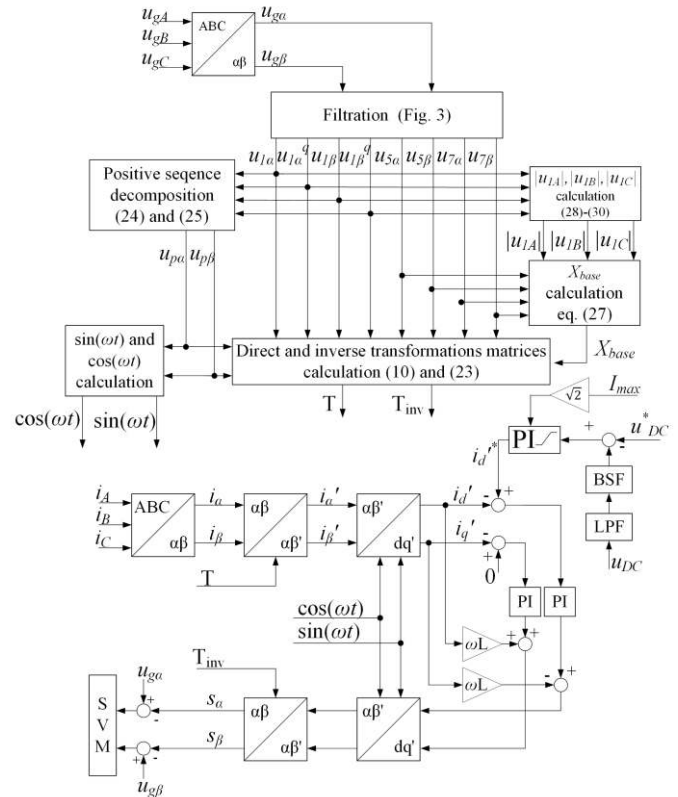 u_gA
u_gB
u_gC
ABC
αβ
u_gα
u_gβ
Filtration (Fig. 3)
u_1α u_1α^q u_1β u_1β^q u_5α u_5β u_7α u_7β
Positive seqence
decomposition
(24) and (25)
|u_1A|, |u_1B|, |u_1C|
calculation
(28)-(30)
u_pα u_pβ
|u_1A| |u_1B| |u_1C|
X_base
calculation
eq. (27)
sin(ωt) and
cos(ωt)
calculation
Direct and inverse transformations matrices
calculation (10) and (23)
X_base
cos(ωt) sin(ωt)
T T_inv
√2
I_max
PI
+
-
u*_DC
i_d'*
BSF
LPF
u_DC
i_A
i_B
i_C
ABC
αβ
i_α
i_β
αβ
αβ'
i_α'
i_β'
αβ'
dq'
i_d'
i_q'
- +
-
+
0
T
PI PI
cos(ωt)
sin(ωt)
ωL
+ +
ωL
- +
T_inv
S
V
M
u_gα
+
-
s_α
s_β
+ -
u_gβ
αβ
αβ'
αβ'
dq'